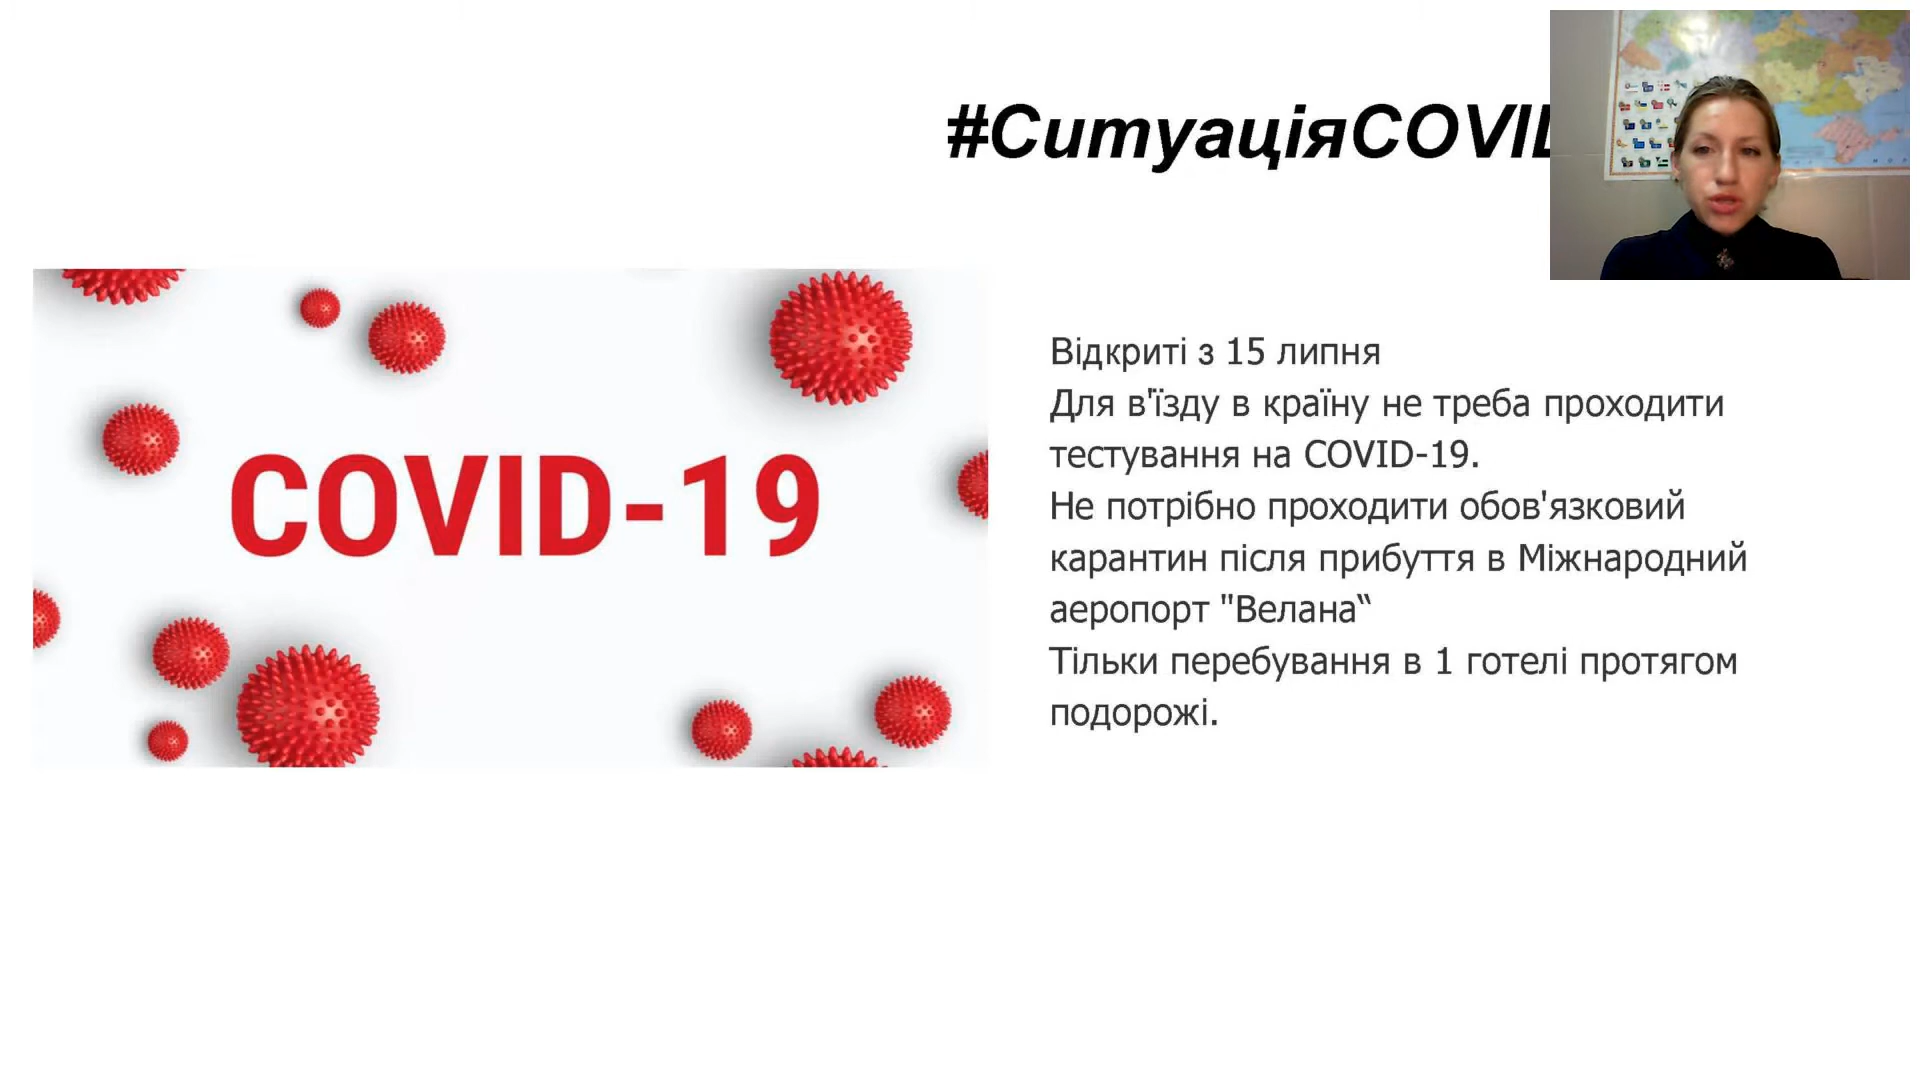 #СитуаціяCOVID
COVID-19
Відкриті з 15 липня
Для в'їзду в країну не треба проходити
тестування на COVID-19.
Не потрібно проходити обов'язковий
карантин після прибуття в Міжнародний
аеропорт "Велана“
Тільки перебування в 1 готелі протягом
подорожі.